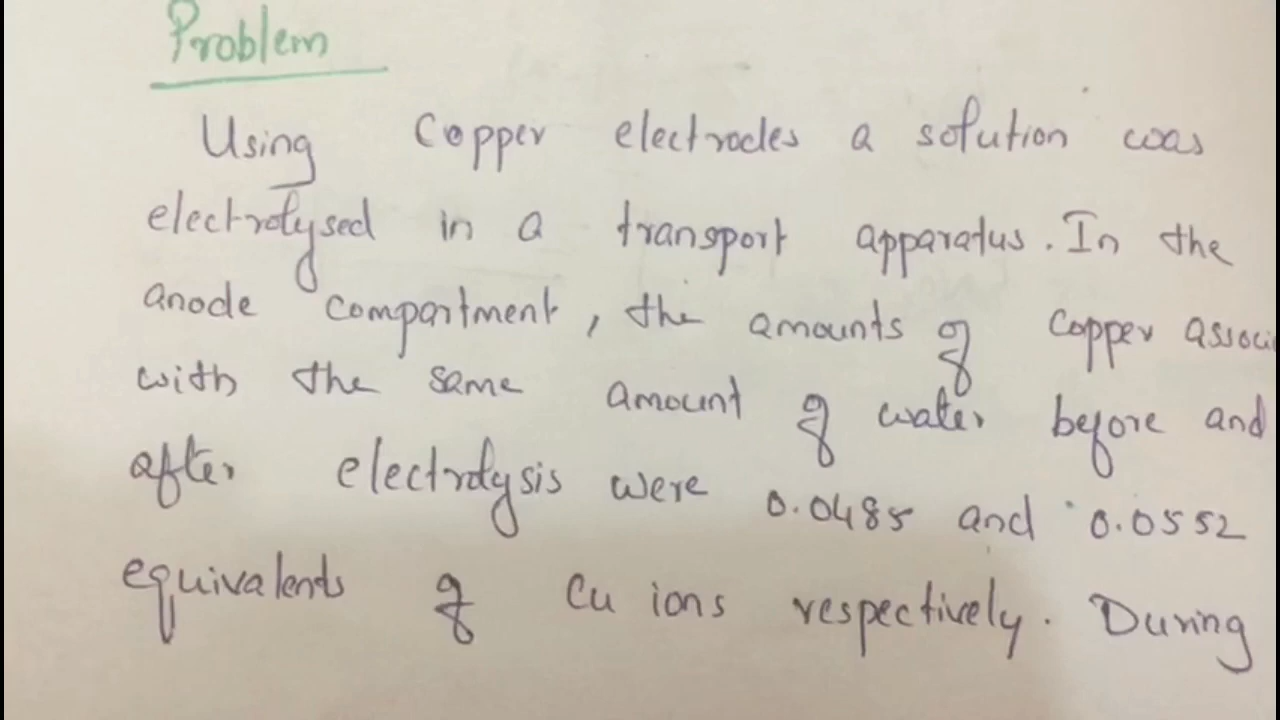 Problem
Using Copper electrodes a solution was
electrolysed in a transport apparatus. In the
anode compartment, the amounts of Copper associ
with the same amount of water before and
after electrolysis were 0.0485 and 0.0552
equivalents of Cu ions respectively. During